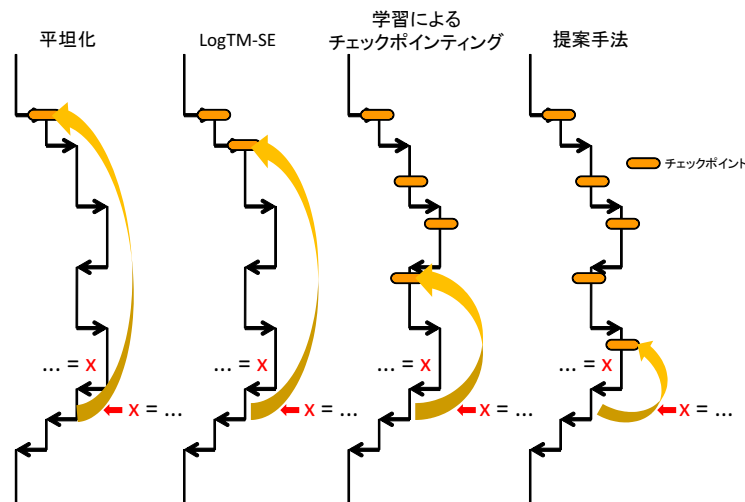 平坦化
LogTM-SE
学習による
チェックポインティング
提案手法
チェックポイント
... = X
X = ...
... = X
X = ...
... = X
X = ...
... = X
X = ...